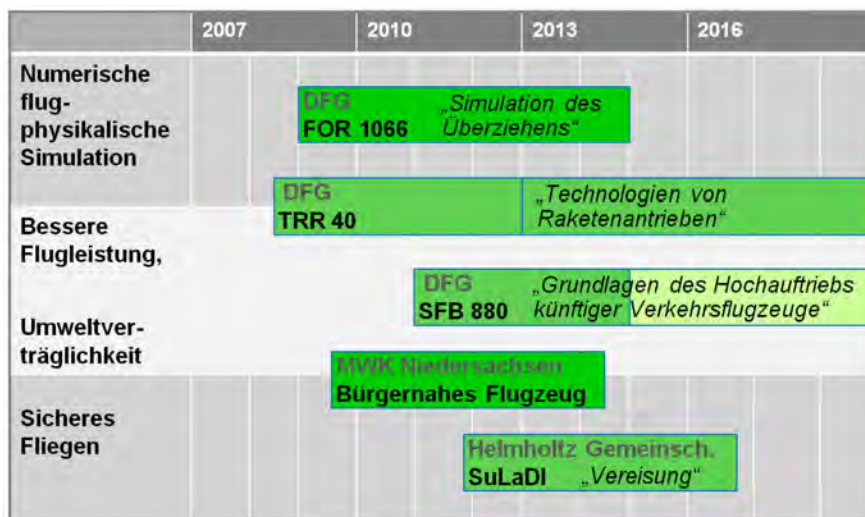 2007 2010 2013 2016
Numerische
flug-
physikalische
Simulation
DFG „Simulation des
FOR 1066 Überziehens“
DFG „Technologien von
TRR 40 Raketenantrieben“
Bessere
Flugleistung,
DFG „Grundlagen des Hochauftriebs
SFB 880 künftiger Verkehrsflugzeuge“
Umweltver-
träglichkeit
MWK Niedersachsen
Bürgernahes Flugzeug
Sicheres
Fliegen
Helmholtz Gemeinsch.
SuLaDI „Vereisung“